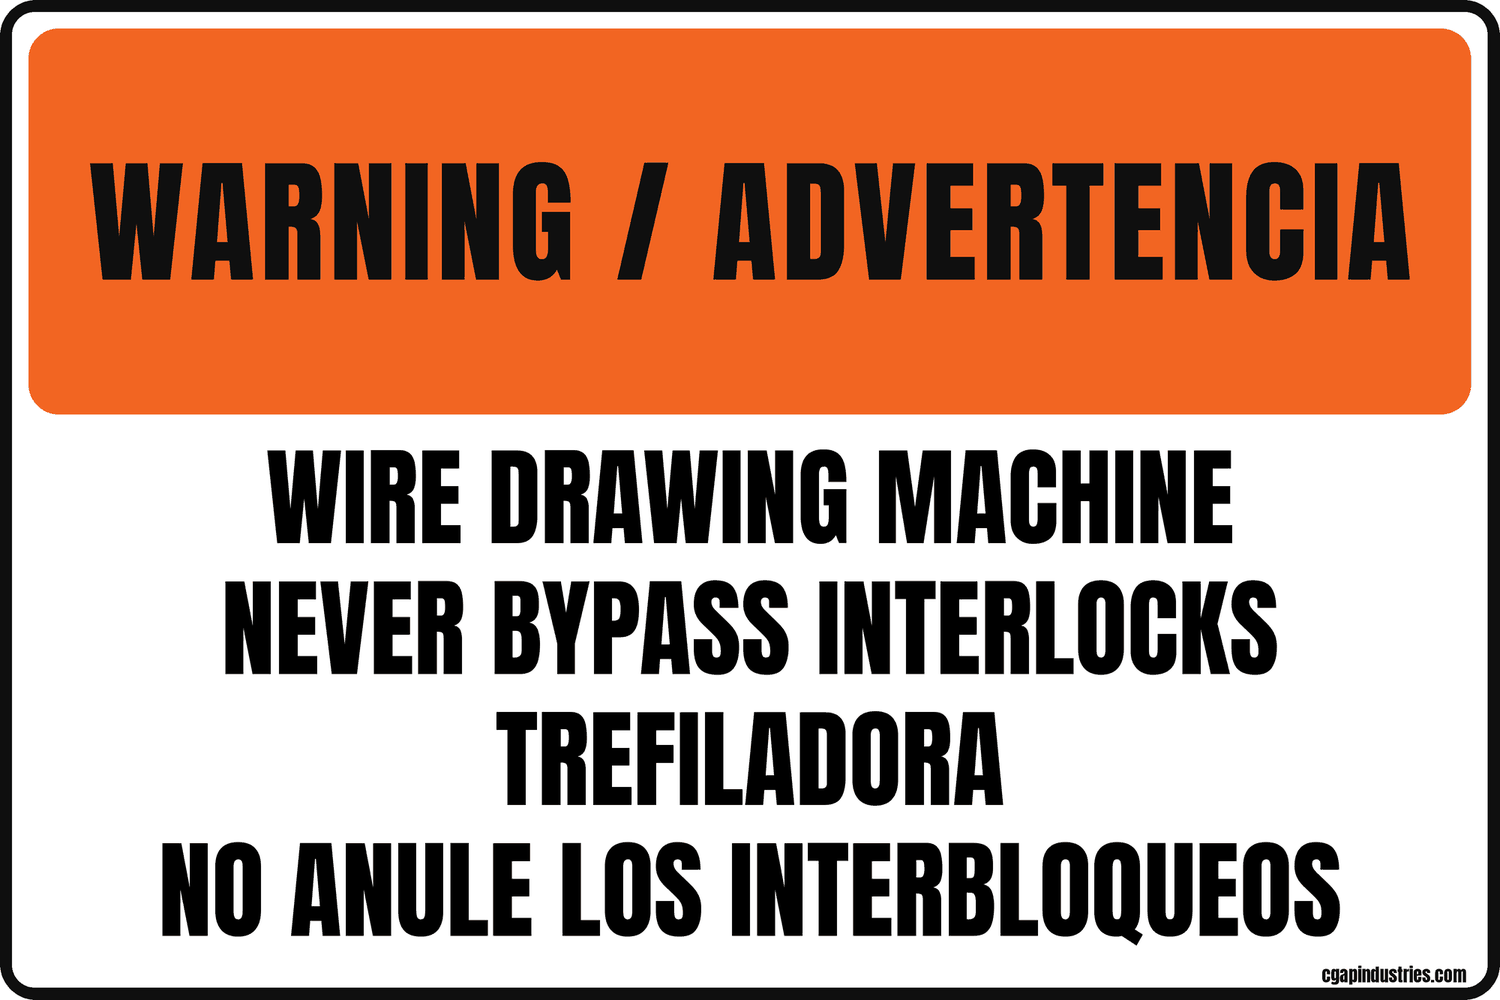 WARNING / ADVERTENCIA
WIRE DRAWING MACHINE
NEVER BYPASS INTERLOCKS
TREFILADORA
NO ANULE LOS INTERBLOQUEOS
cgapindustries.com